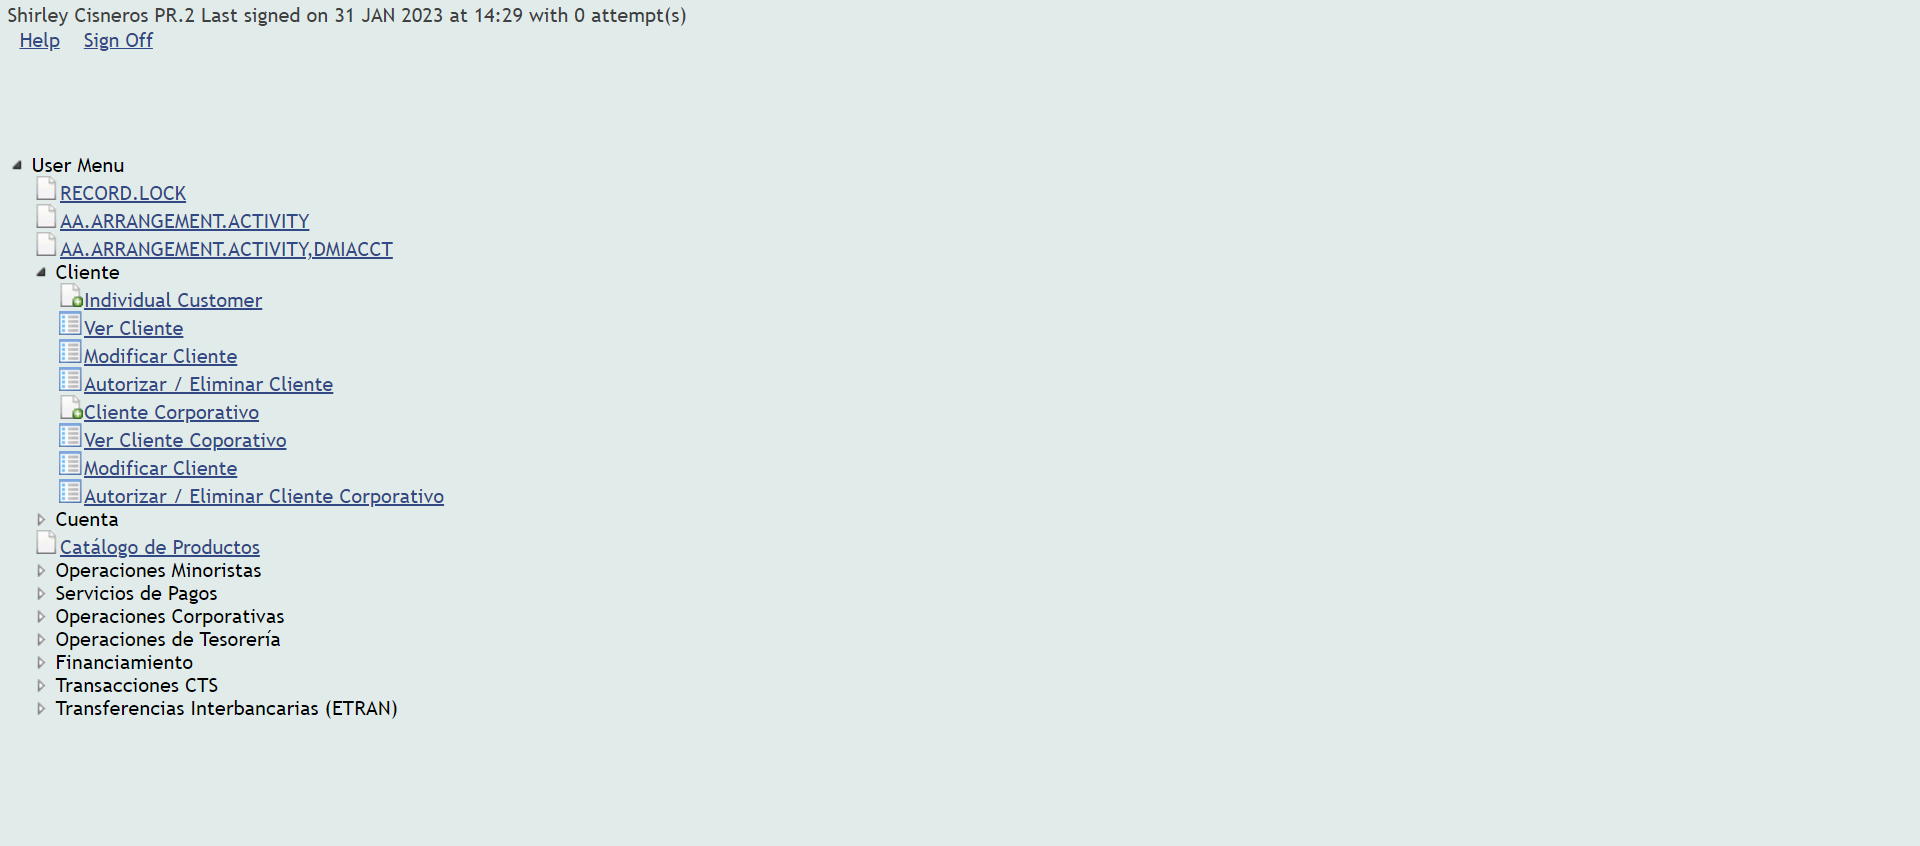 Shirley Cisneros PR.2 Last signed on 31 JAN 2023 at 14:29 with 0 attempt(s)
Help Sign Off
User Menu
RECORD.LOCK
AA.ARRANGEMENT.ACTIVITY
AA.ARRANGEMENT.ACTIVITY,DMIACCT
Cliente
Individual Customer
Ver Cliente
Modificar Cliente
Autorizar / Eliminar Cliente
Cliente Corporativo
Ver Cliente Coporativo
Modificar Cliente
Autorizar / Eliminar Cliente Corporativo
Cuenta
Catálogo de Productos
Operaciones Minoristas
Servicios de Pagos
Operaciones Corporativas
Operaciones de Tesorería
Financiamiento
Transacciones CTS
Transferencias Interbancarias (ETRAN)